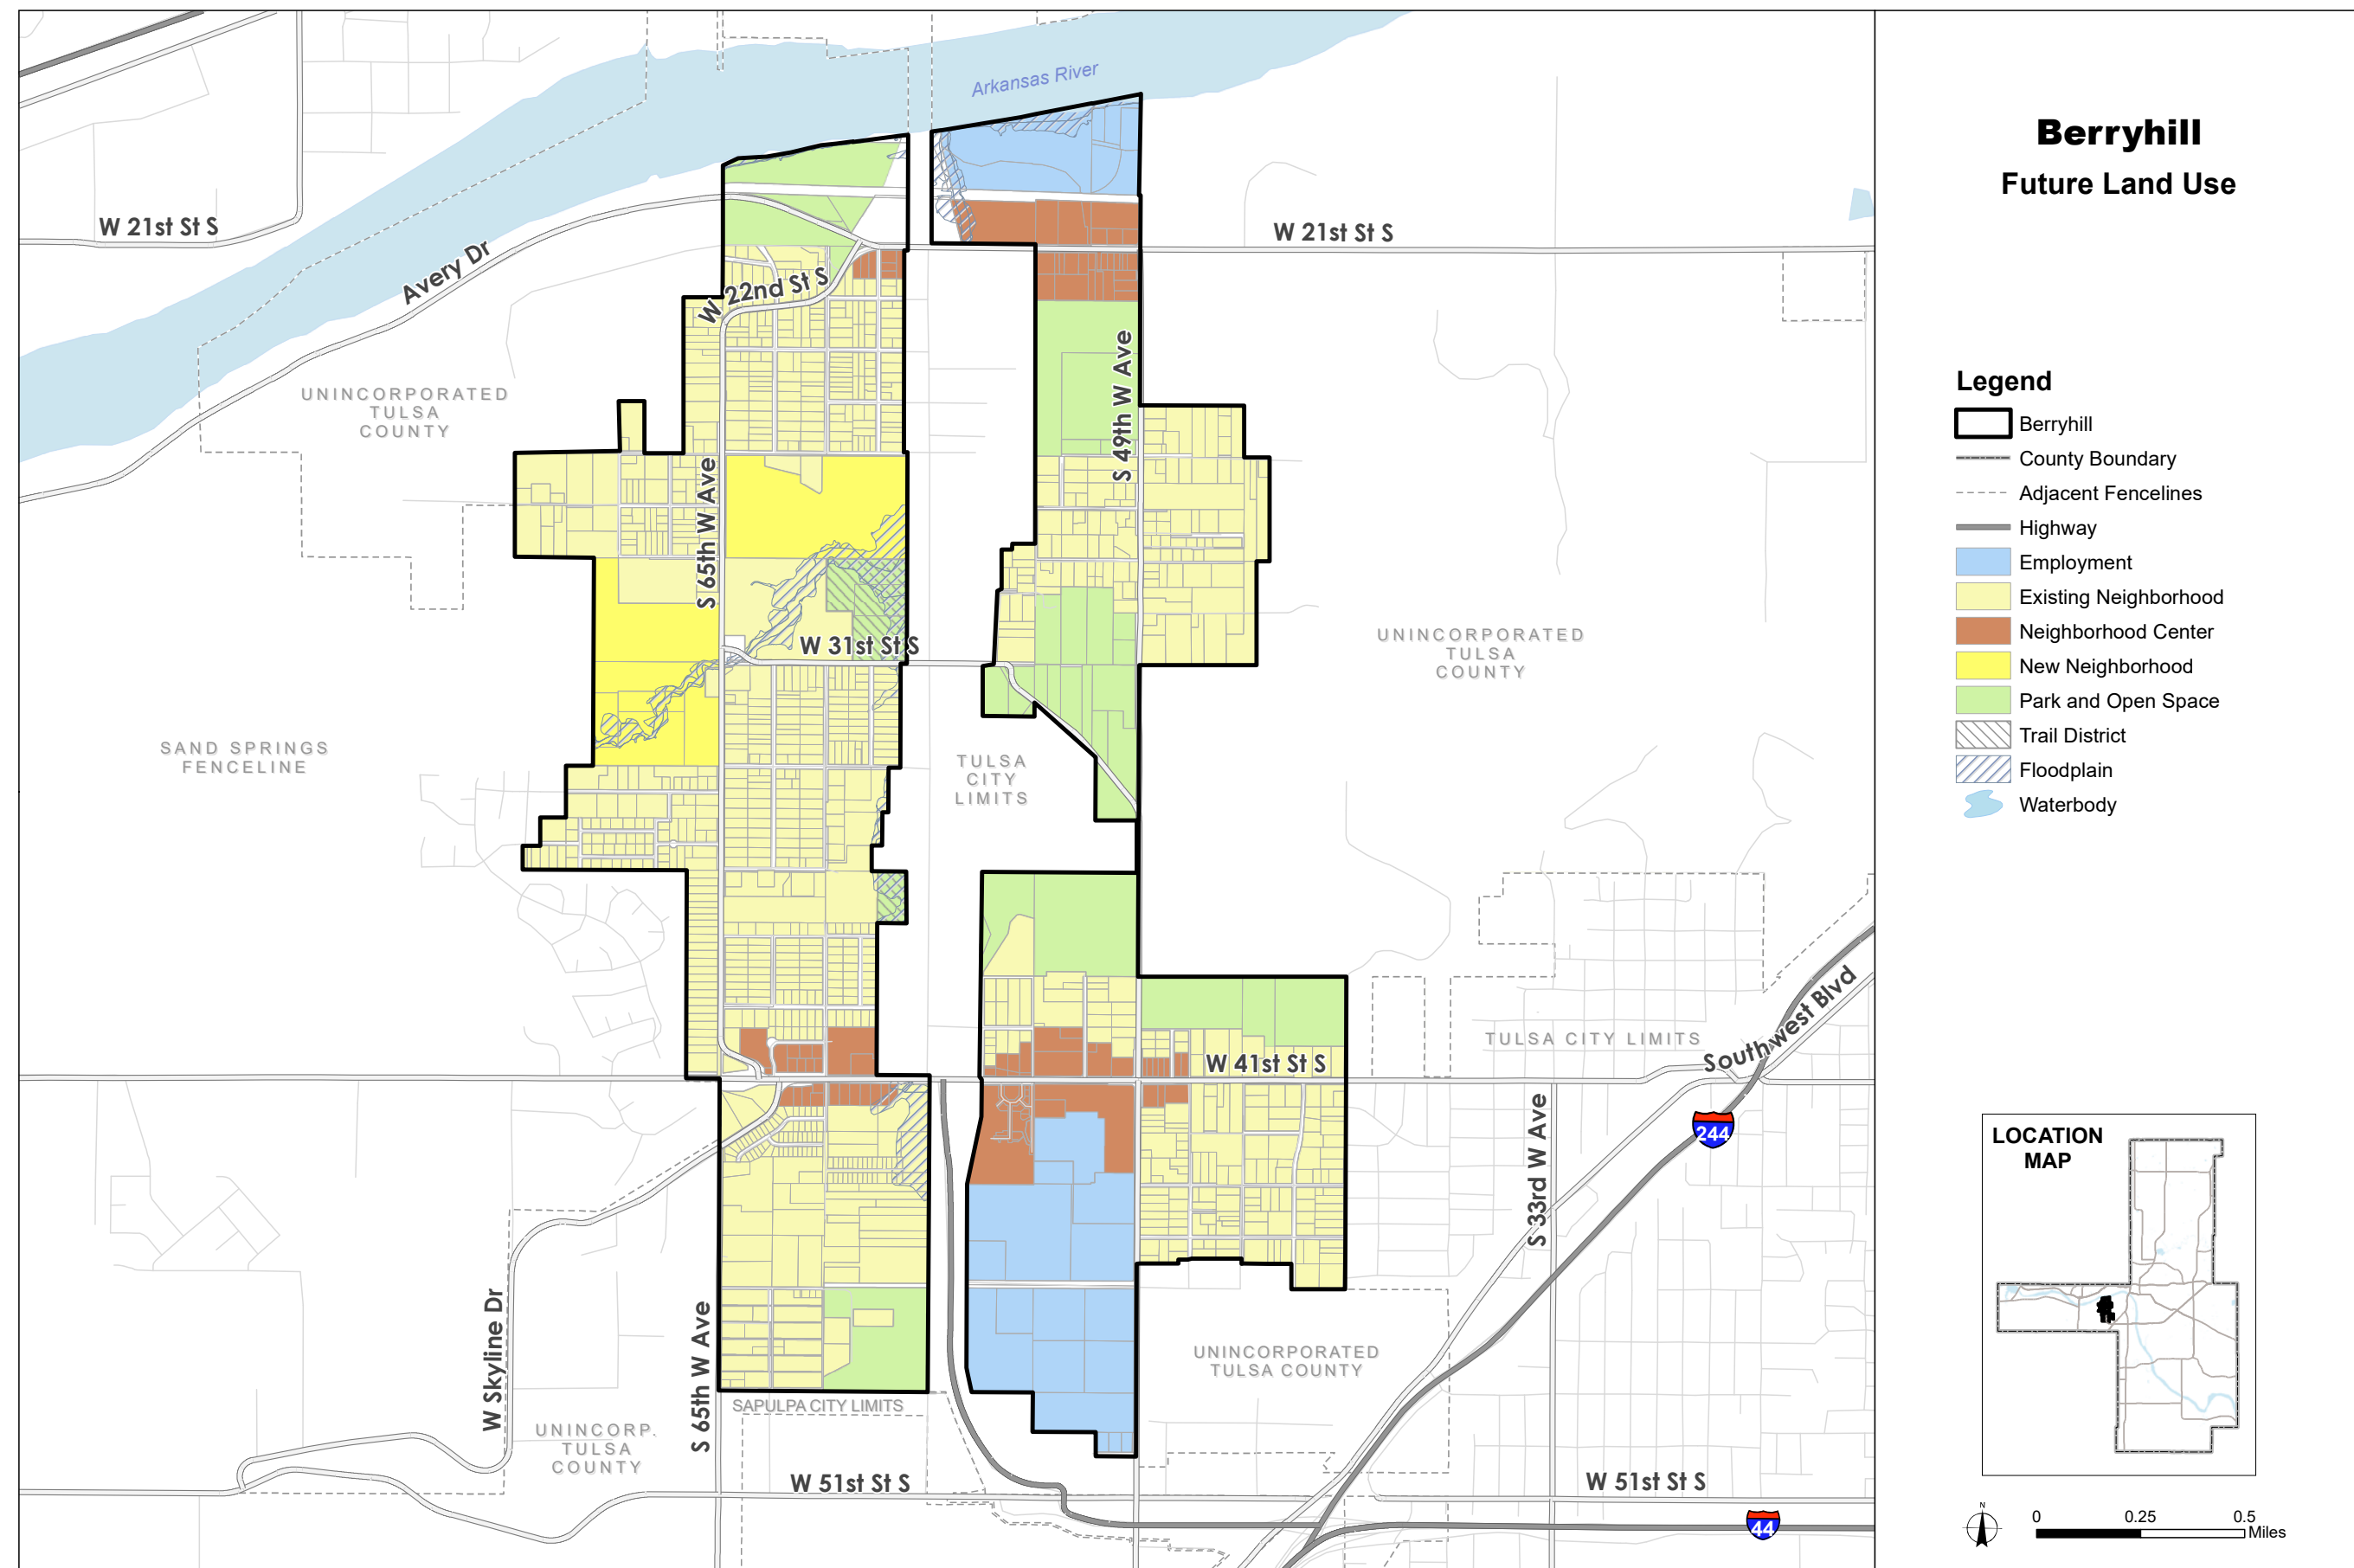 Arkansas River
W 21st St S
Avery Dr
W 21st St S
W 22nd St S
UNINCORPORATED
TULSA
COUNTY
S 49th W Ave
S 65th W Ave
W 31st St S
UNINCORPORATED
TULSA
COUNTY
SAND SPRINGS
FENCELINE
TULSA
CITY
LIMITS
TULSA CITY LIMITS
Southwest Blvd
W 41st St S
244
S 33rd W Ave
W Skyline Dr
S 65th W Ave
UNINCORPORATED
TULSA COUNTY
SAPULPA CITY LIMITS
UNINCORP.
TULSA
COUNTY
W 51st St S
W 51st St S
44
Berryhill
Future Land Use
Legend
Berryhill
County Boundary
Adjacent Fencelines
Highway
Employment
Existing Neighborhood
Neighborhood Center
New Neighborhood
Park and Open Space
Trail District
Floodplain
Waterbody
LOCATION
MAP
N
0 0.25 0.5
Miles